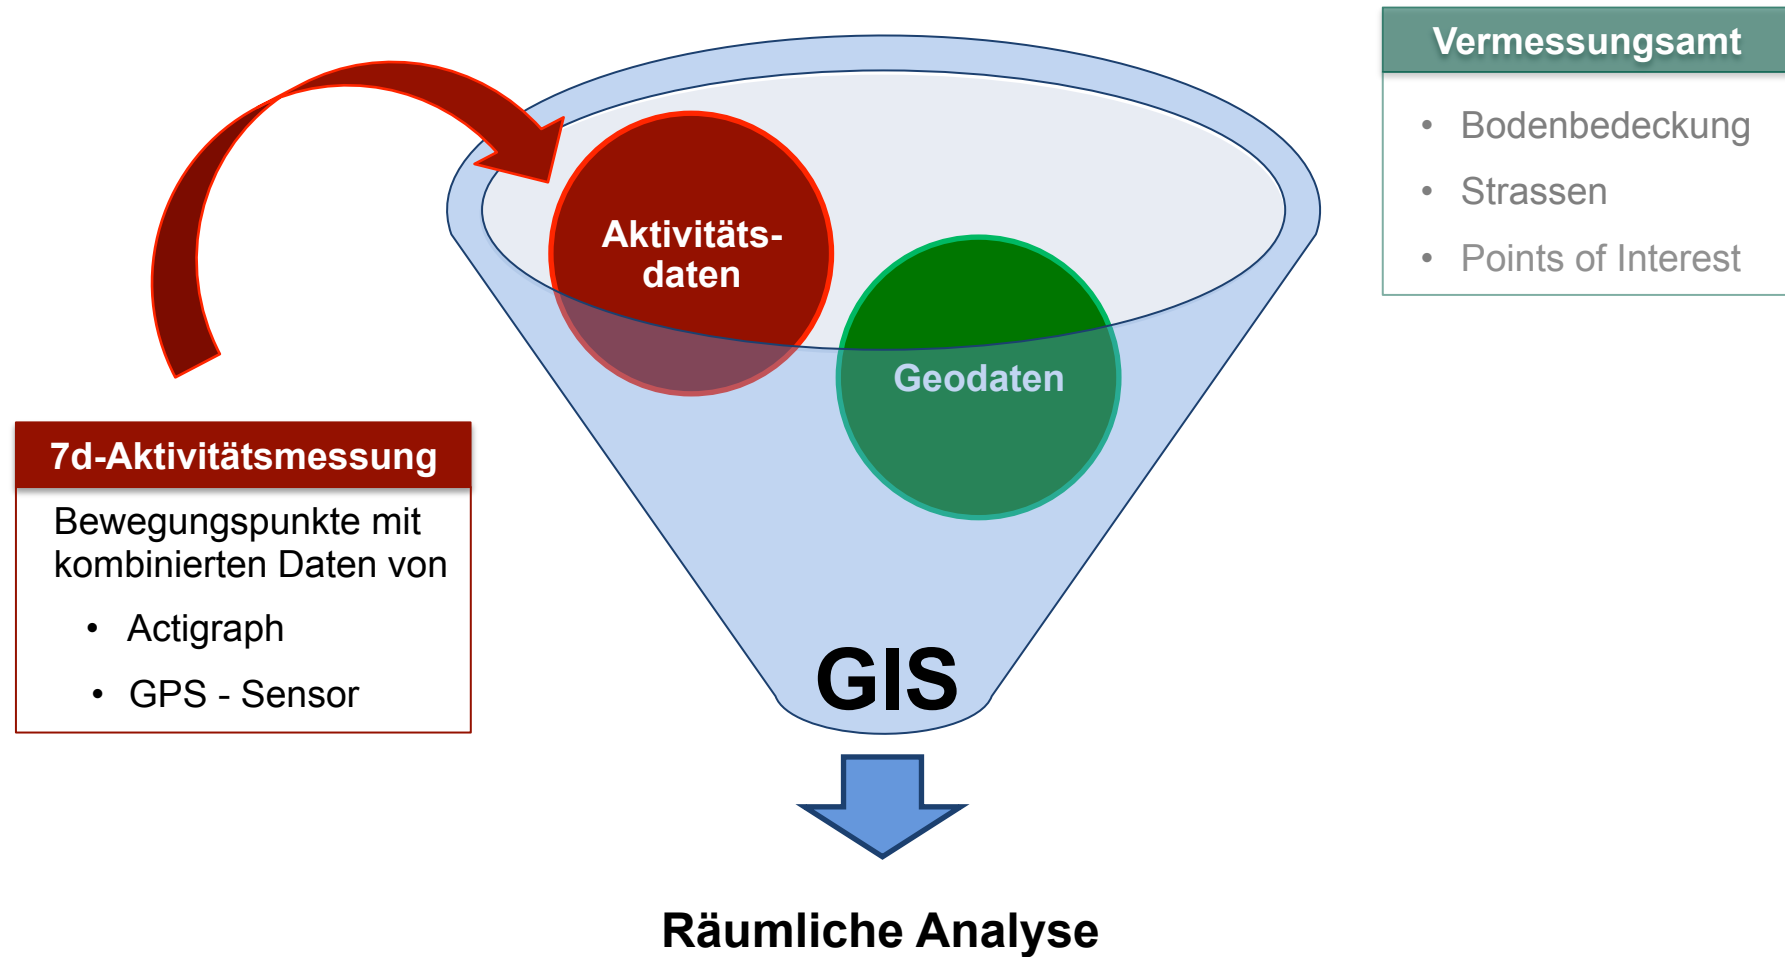 Vermessungsamt
• Bodenbedeckung
• Strassen
• Points of Interest
Aktivitäts-
daten
Geodaten
7d-Aktivitätsmessung
Bewegungspunkte mit
kombinierten Daten von
• Actigraph
• GPS - Sensor
GIS
Räumliche Analyse